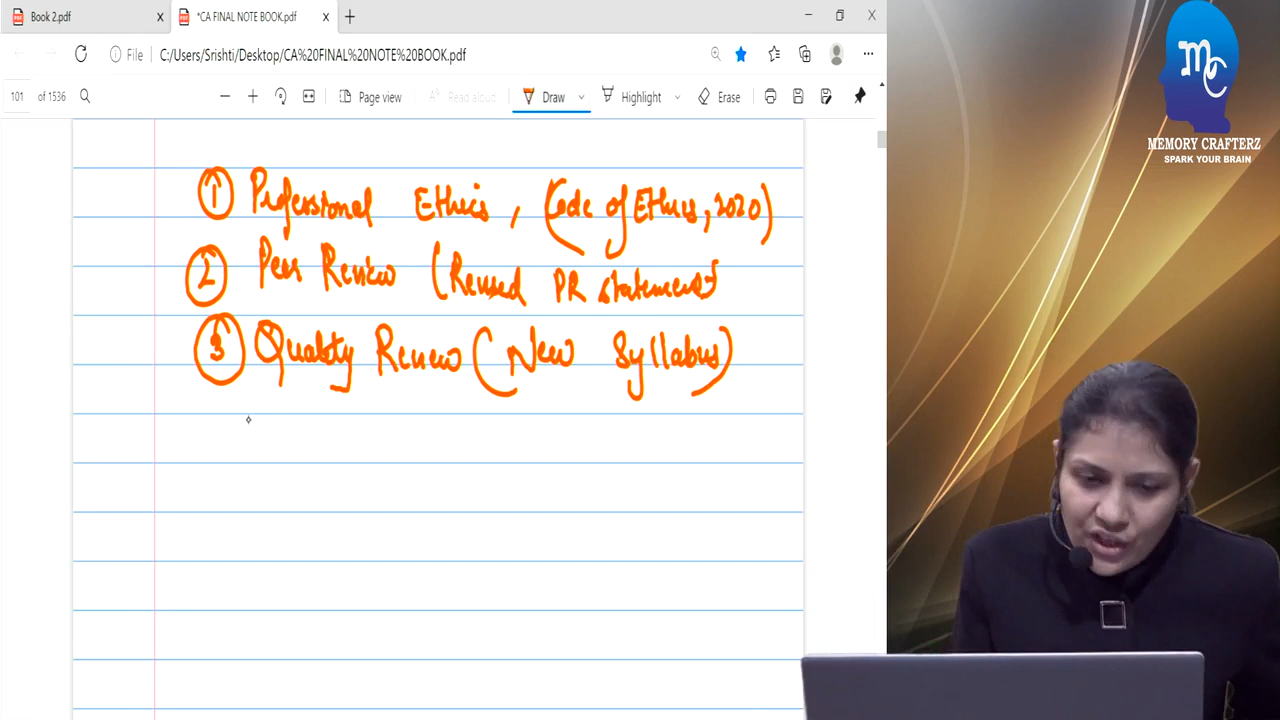 Book 2.pdf
*CA FINAL NOTE BOOK.pdf
File C:/Users/Srishti/Desktop/CA%20FINAL%20NOTE%20BOOK.pdf
101 of 1536
Page view
Read aloud
Draw
Highlight
Erase
1 Professional Ethics, (Code of Ethics, 2020)
2 Peer Review (Revised PR statement
3 Quality Review (New Syllabus)
mc
MEMORY CRAFTERZ
SPARK YOUR BRAIN